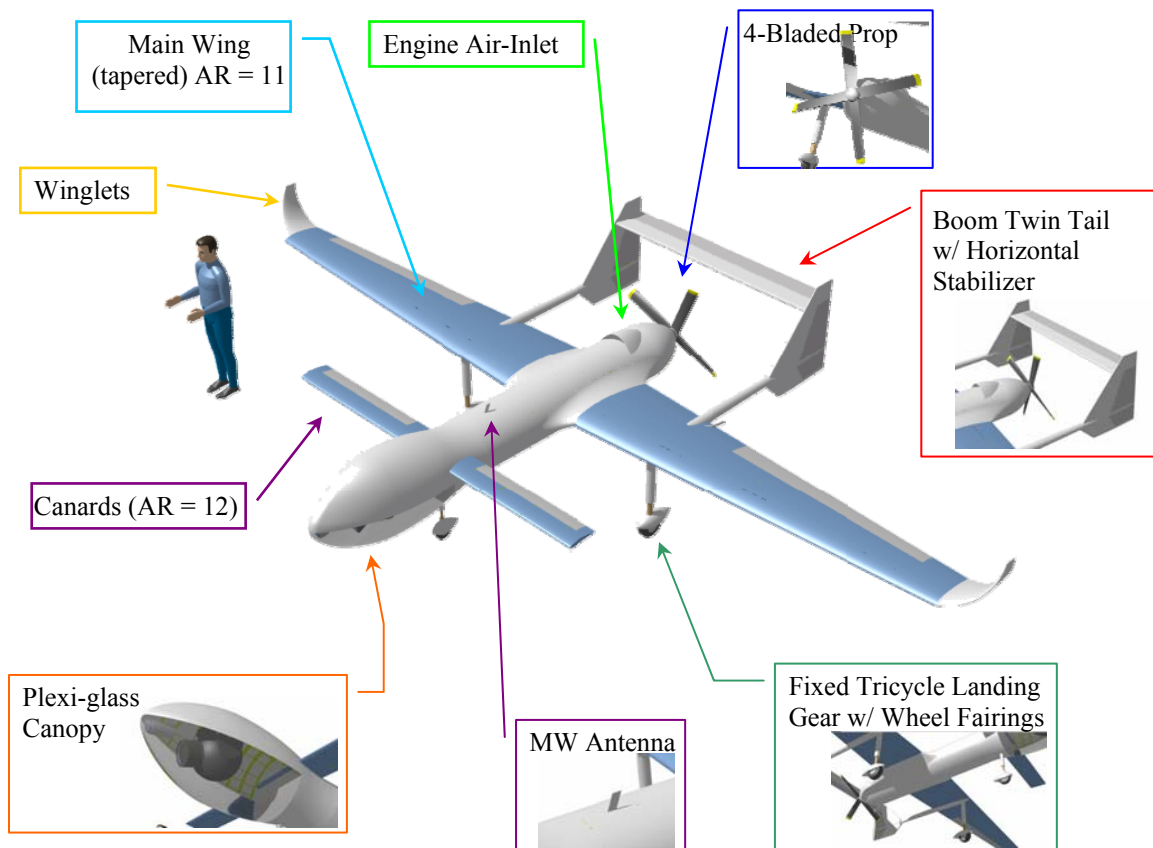 Main Wing
(tapered) AR = 11
Engine Air-Inlet
4-Bladed Prop
Winglets
Boom Twin Tail
w/ Horizontal
Stabilizer
Canards (AR = 12)
Plexi-glass
Canopy
MW Antenna
Fixed Tricycle Landing
Gear w/ Wheel Fairings